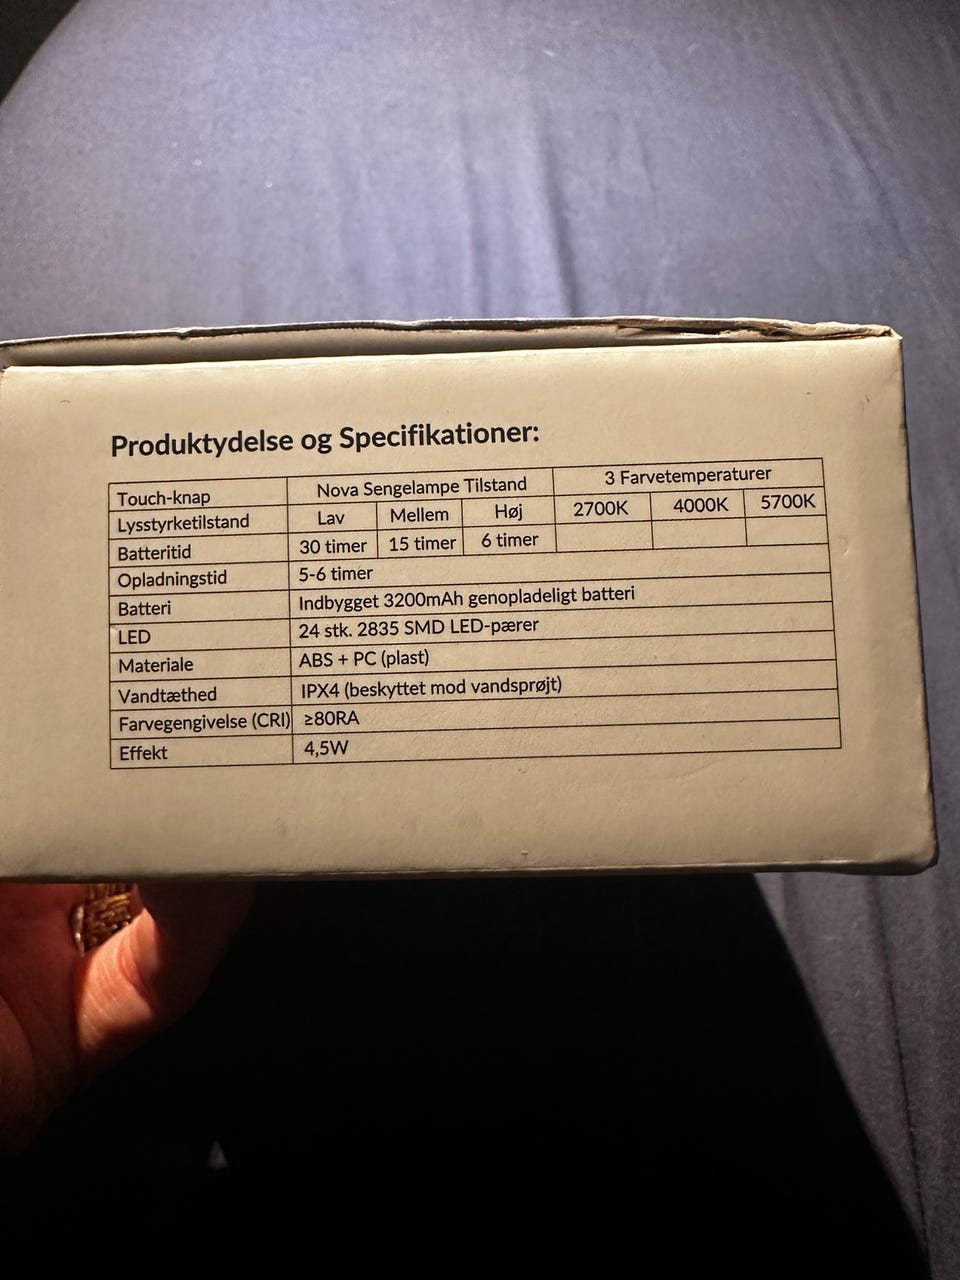 Produktydelse og Specifikationer:
Touch-knap Nova Sengelampe Tilstand 3 Farvetemperaturer
Lysstyrketilstand Lav Mellem Høj 2700K 4000K 5700K
Batteritid 30 timer 15 timer 6 timer
Opladningstid 5-6 timer
Batteri Indbygget 3200mAh genopladeligt batteri
LED 24 stk. 2835 SMD LED-pærer
Materiale ABS + PC (plast)
Vandtæthed IPX4 (beskyttet mod vandsprøjt)
Farvegengivelse (CRI) ≥80RA
Effekt 4,5W